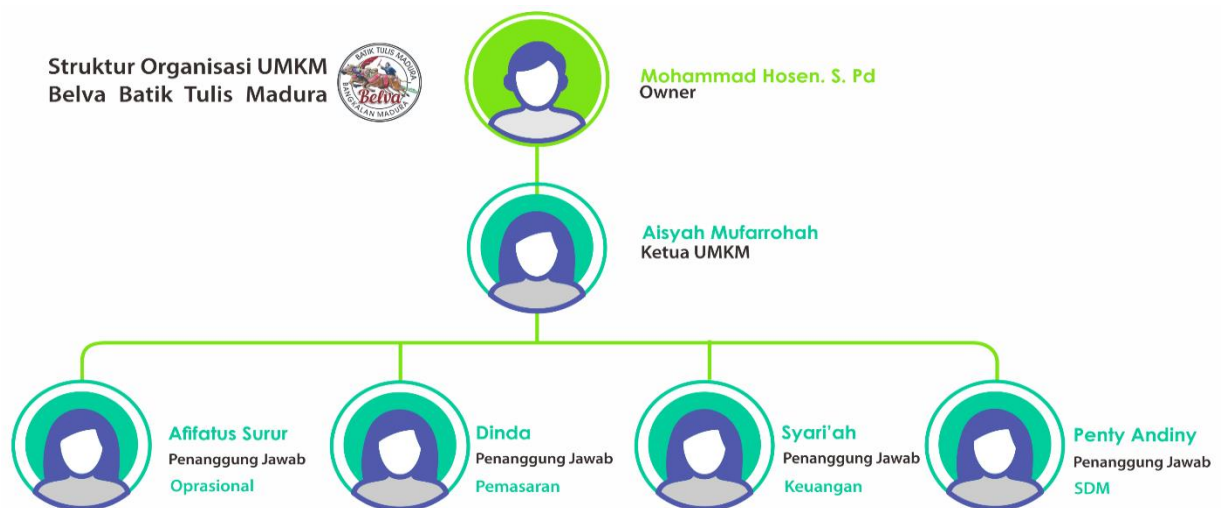 Struktur Organisasi UMKM
Belva Batik Tulis Madura
BATIK TULIS MADURA
Belva
BANGKALAN MADURA
Mohammad Hosen. S. Pd
Owner
Aisyah Mufarrohah
Ketua UMKM
Afifatus Surur
Penanggung Jawab
Oprasional
Dinda
Penanggung Jawab
Pemasaran
Syari'ah
Penanggung Jawab
Keuangan
Penty Andiny
Penanggung Jawab
SDM